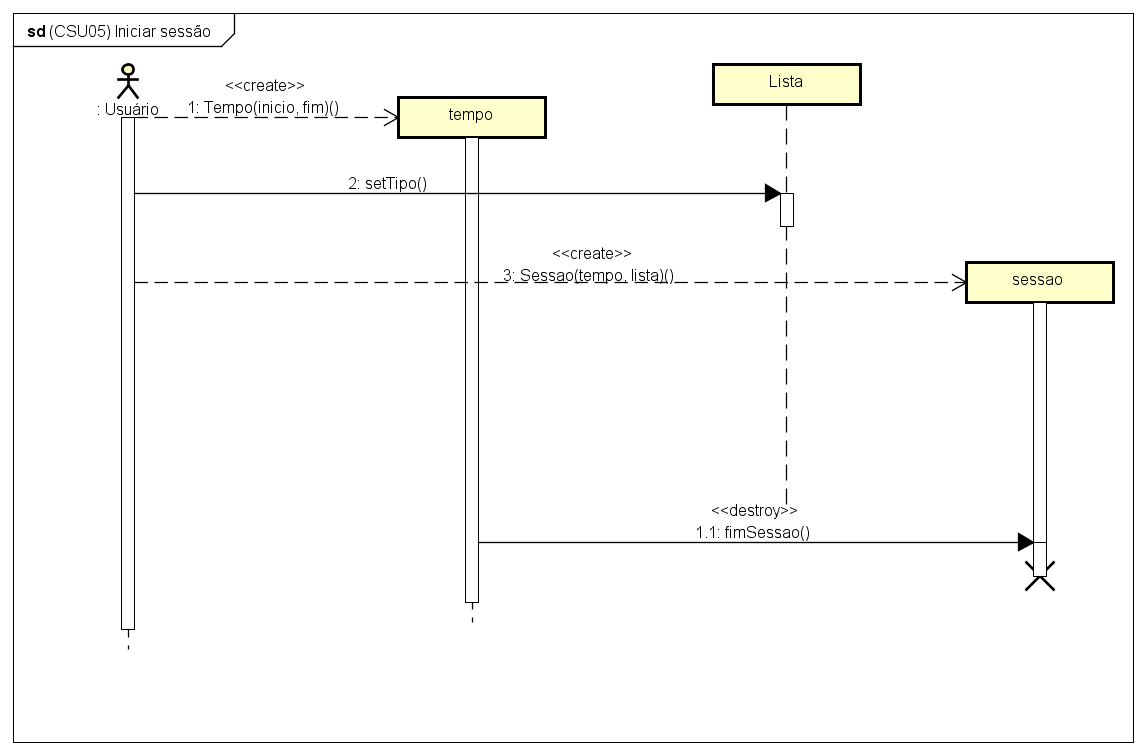 sd (CSU05) Iniciar sessão
: Usuário
<<create>>
1: Tempo(inicio, fim)()
tempo
Lista
2: setTipo()
<<create>>
3: Sessao(tempo, lista)()
sessao
<<destroy>>
1.1: fimSessao()